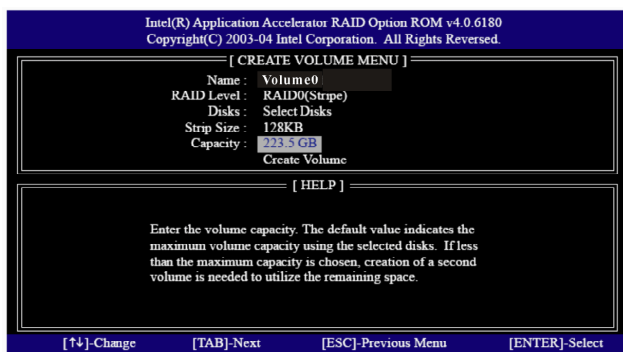 Intel(R) Application Accelerator RAID Option ROM v4.0.6180
Copyright(C) 2003-04 Intel Corporation. All Rights Reversed.
[ CREATE VOLUME MENU ]
Name : Volume0
RAID Level : RAID0(Stripe)
Disks : Select Disks
Strip Size : 128KB
Capacity : 223.5 GB
Create Volume
[ HELP ]
Enter the volume capacity. The default value indicates the
maximum volume capacity using the selected disks. If less
than the maximum capacity is chosen, creation of a second
volume is needed to utilize the remaining space.
[↑↓]-Change [TAB]-Next [ESC]-Previous Menu [ENTER]-Select